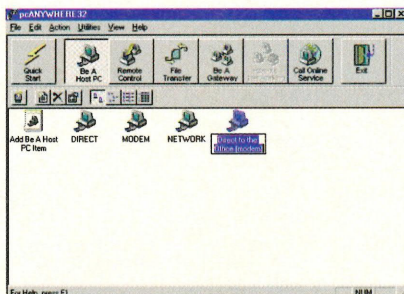 pcANYWHERE32
File Edit Action Utilities View Help
Quick Start
Be A Host PC
Remote Control
File Transfer
Be A Gateway
Call Online Service
Exit
Add Be A Host PC Item
DIRECT
MODEM
NETWORK
Direct to the Office (modem)
For Help, press F1
NUM